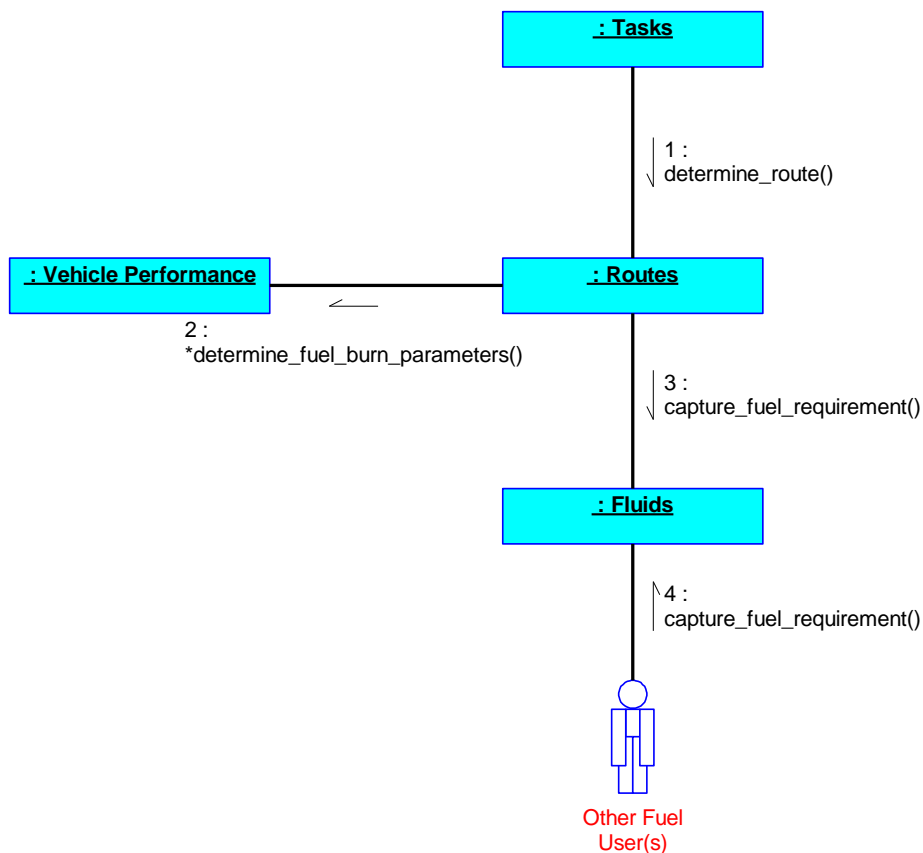 : Tasks
1 :
determine_route()
: Vehicle Performance
: Routes
2 :
*determine_fuel_burn_parameters()
3 :
capture_fuel_requirement()
: Fluids
4 :
capture_fuel_requirement()
Other Fuel
User(s)